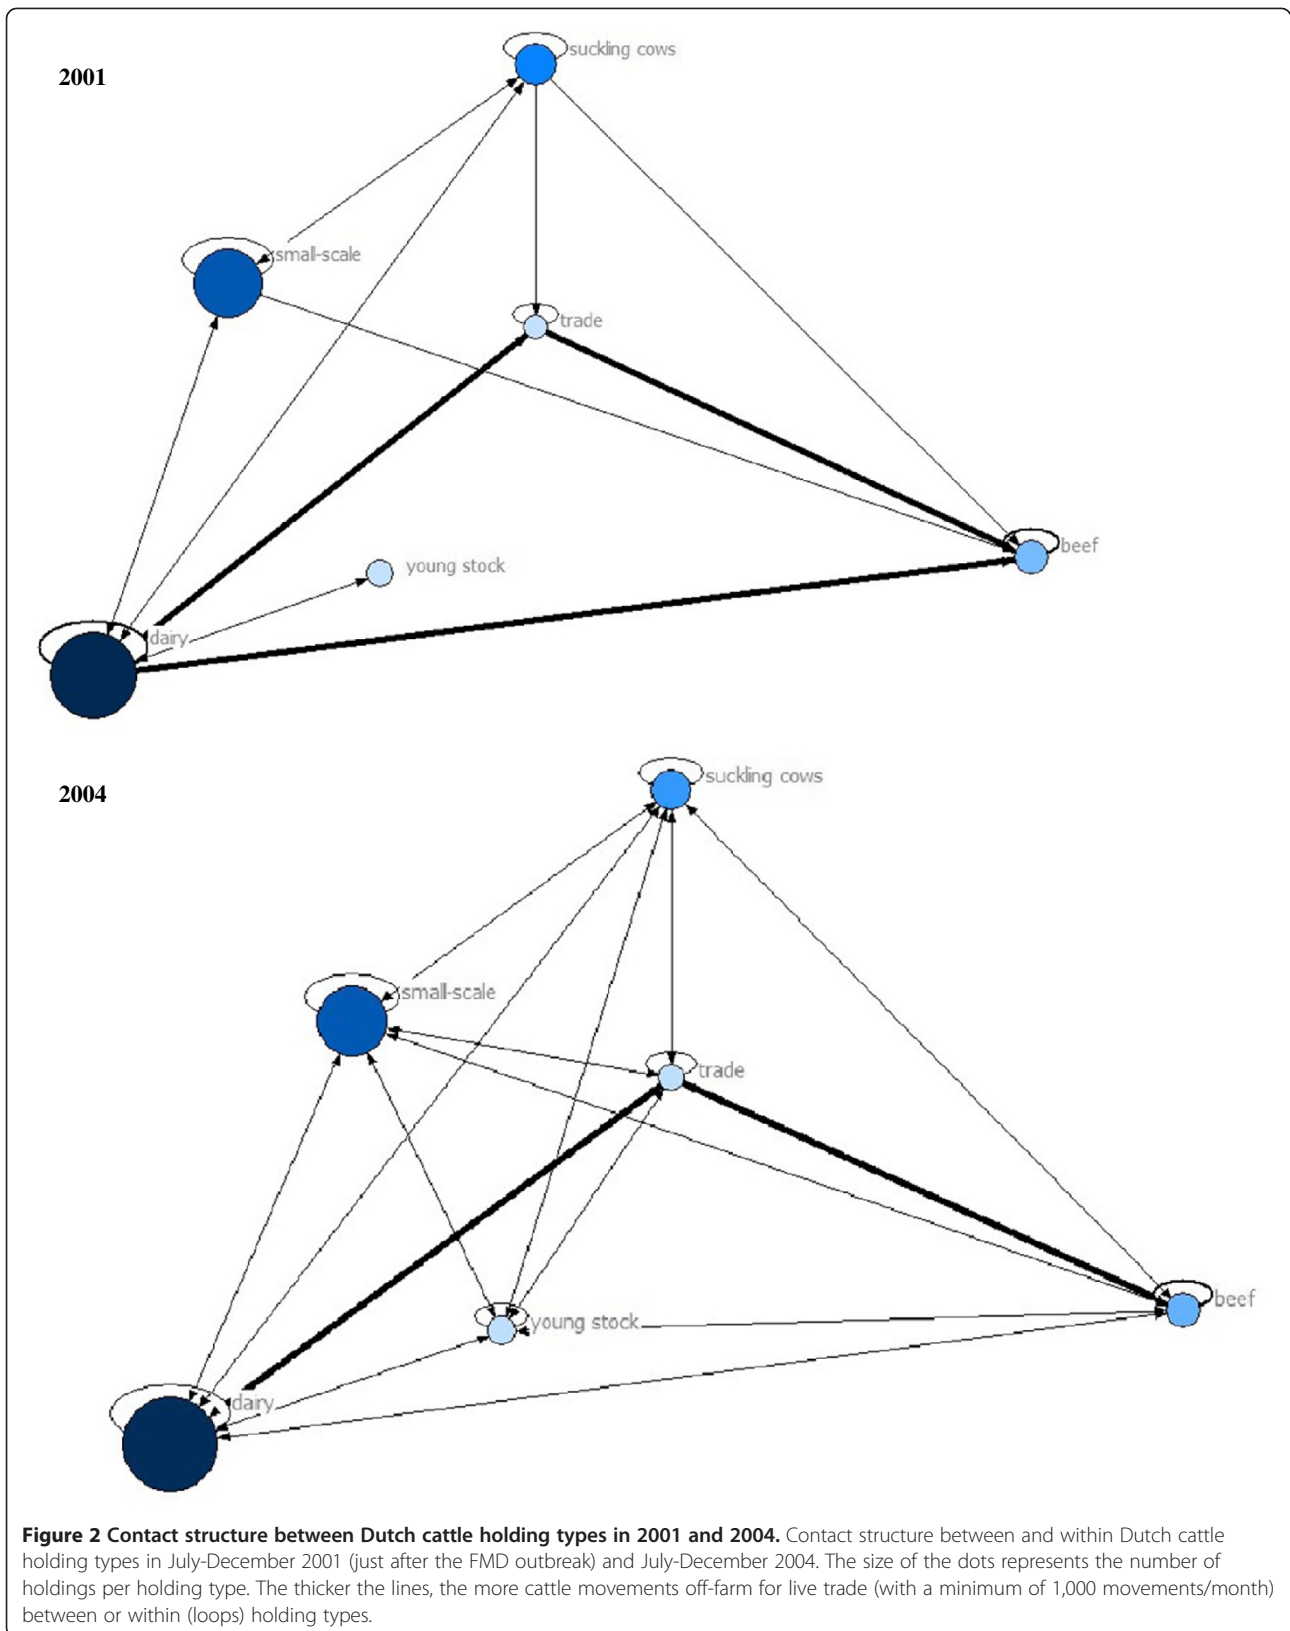 2001
suckling cows
small-scale
trade
beef
young stock
dairy
2004
suckling cows
small-scale
trade
beef
young stock
dairy
Figure 2 Contact structure between Dutch cattle holding types in 2001 and 2004. Contact structure between and within Dutch cattle
holding types in July-December 2001 (just after the FMD outbreak) and July-December 2004. The size of the dots represents the number of
holdings per holding type. The thicker the lines, the more cattle movements off-farm for live trade (with a minimum of 1,000 movements/month)
between or within (loops) holding types.